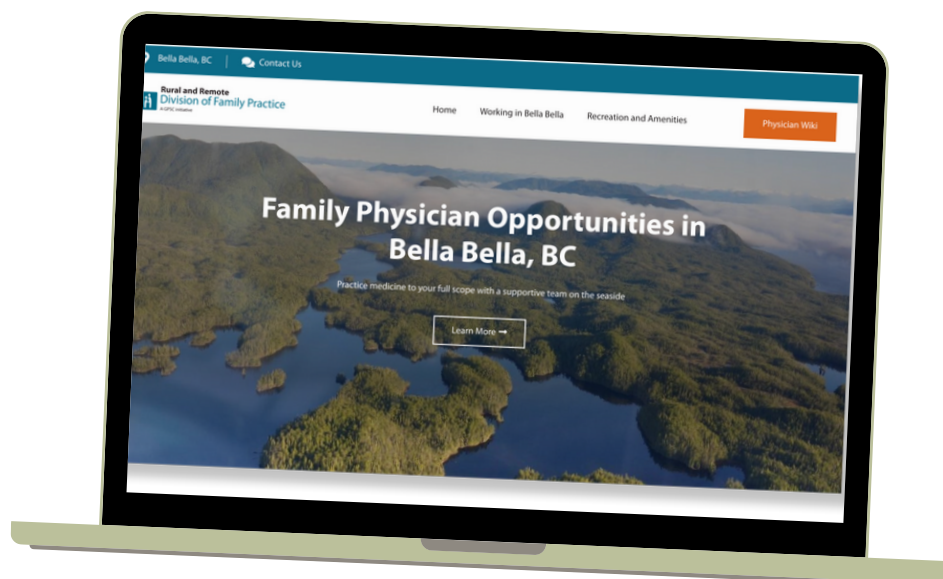 Bella Bella, BC
Contact Us
Rural and Remote
Division of Family Practice
A GPSC initiative
Home
Working in Bella Bella
Recreation and Amenities
Physician Wiki
Family Physician Opportunities in
Bella Bella, BC
Practice medicine to your full scope with a supportive team on the seaside
Learn More